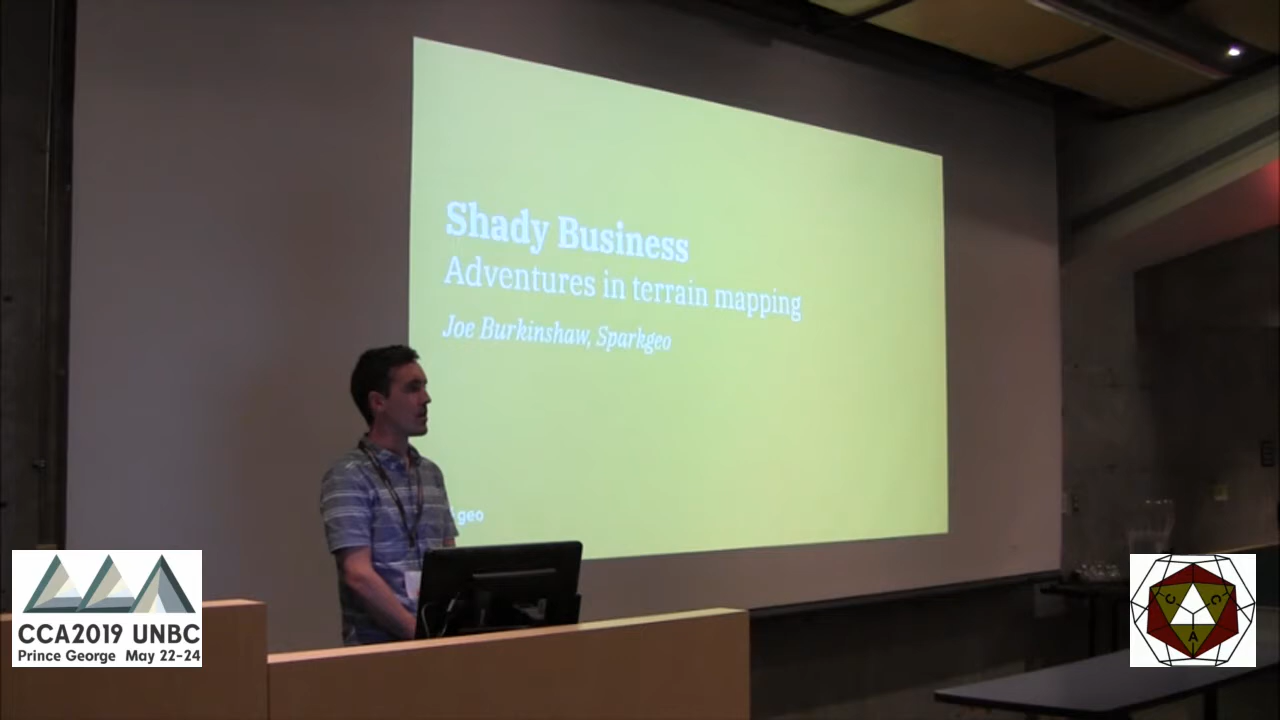 Shady Business
Adventures in terrain mapping
Joe Burkinshaw, Sparkgeo
geo
CCA2019 UNBC
Prince George May 22-24
C C A